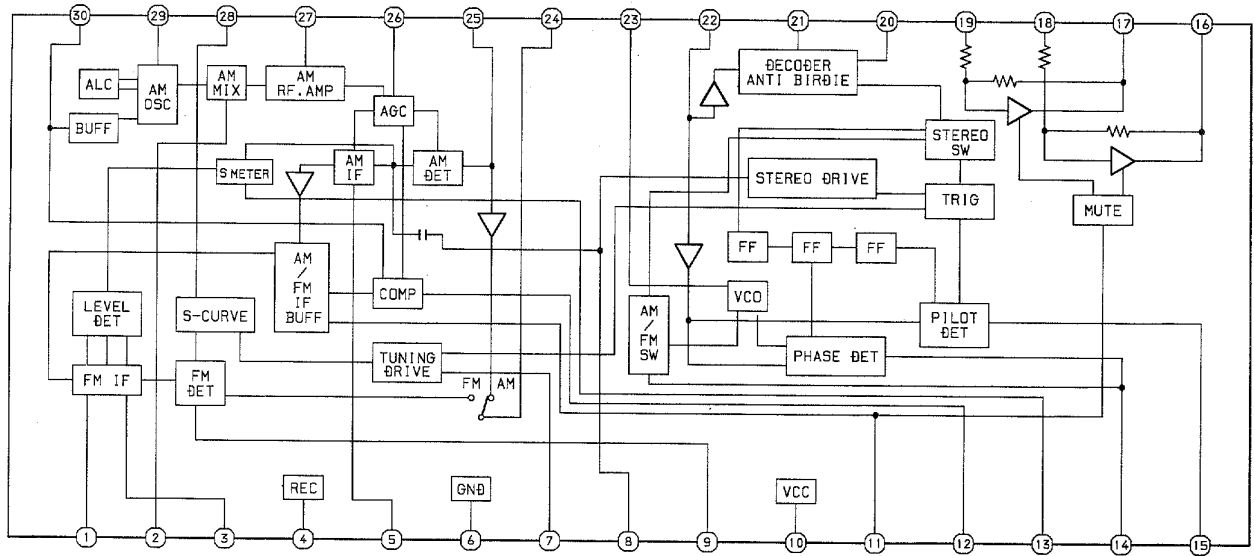 30 29 28 27 26 25 24 23 22 21 20 19 18 17 16
ALC
AM
OSC
AM
MIX
AM
RF.AMP
AGC
BUFF
S METER
AM
IF
AM
DET
DECODER
ANTI BIRDIE
STEREO
SW
STEREO DRIVE
TRIG
MUTE
AM
/
FM
IF
BUFF
COMP
FF
FF
FF
LEVEL
DET
S-CURVE
VCO
AM
/
FM
SW
PILOT
DET
PHASE DET
FM IF
FM
DET
TUNING
DRIVE
FM AM
REC
GND
VCC
1 2 3 4 5 6 7 8 9 10 11 12 13 14 15